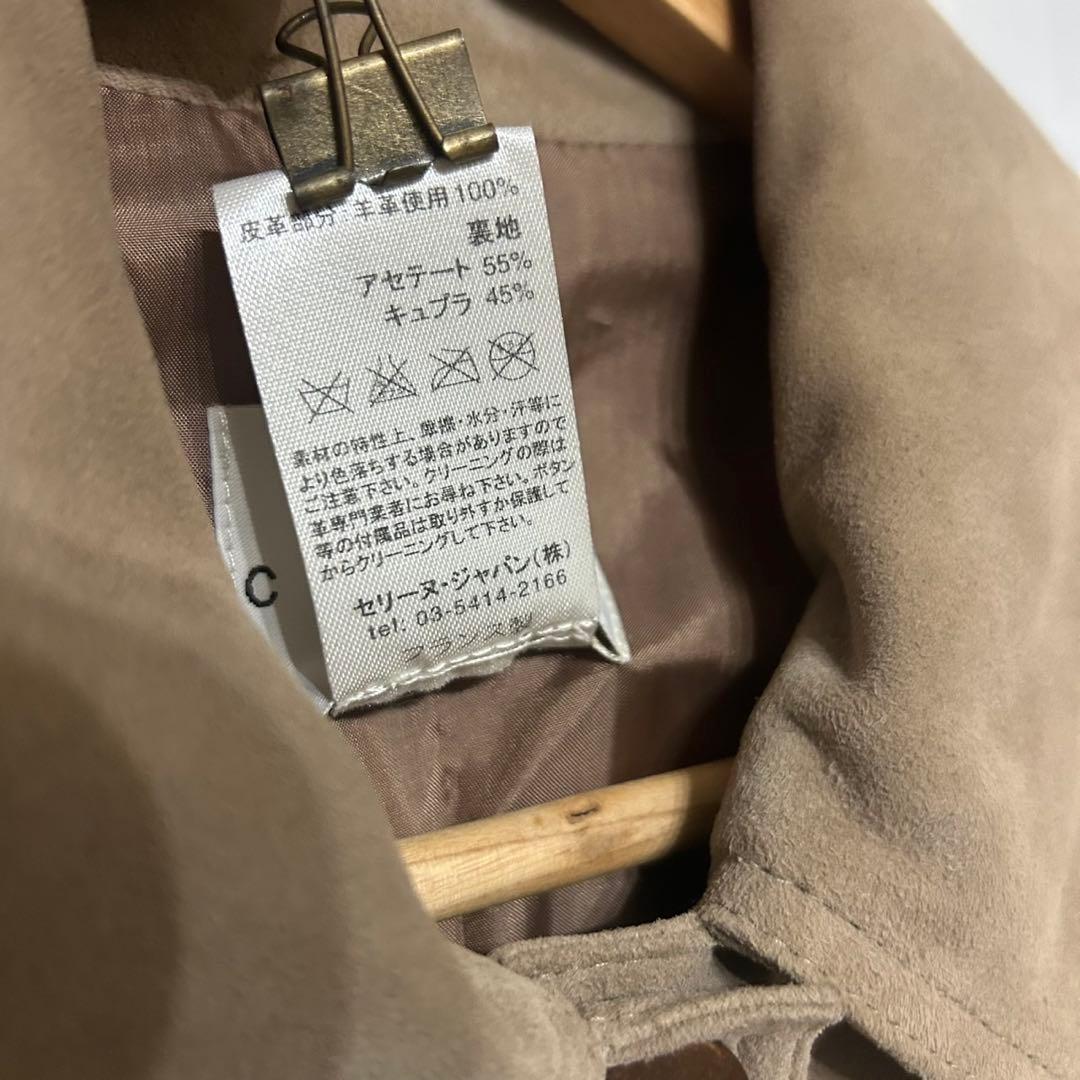 皮革部分 羊革使用100%
裏地
アセテート 55%
キュプラ 45%
素材の特性上、摩擦・水分・汗等に
より色落ちする場合がありますので
ご注意下さい。クリーニングの際は
革専門業者にお尋ね下さい。ボタン
等の付属品は取り外すか保護して
からクリーニングして下さい。
セリーヌ・ジャパン(株)
tel. 03-5414-2166
フランス製
C